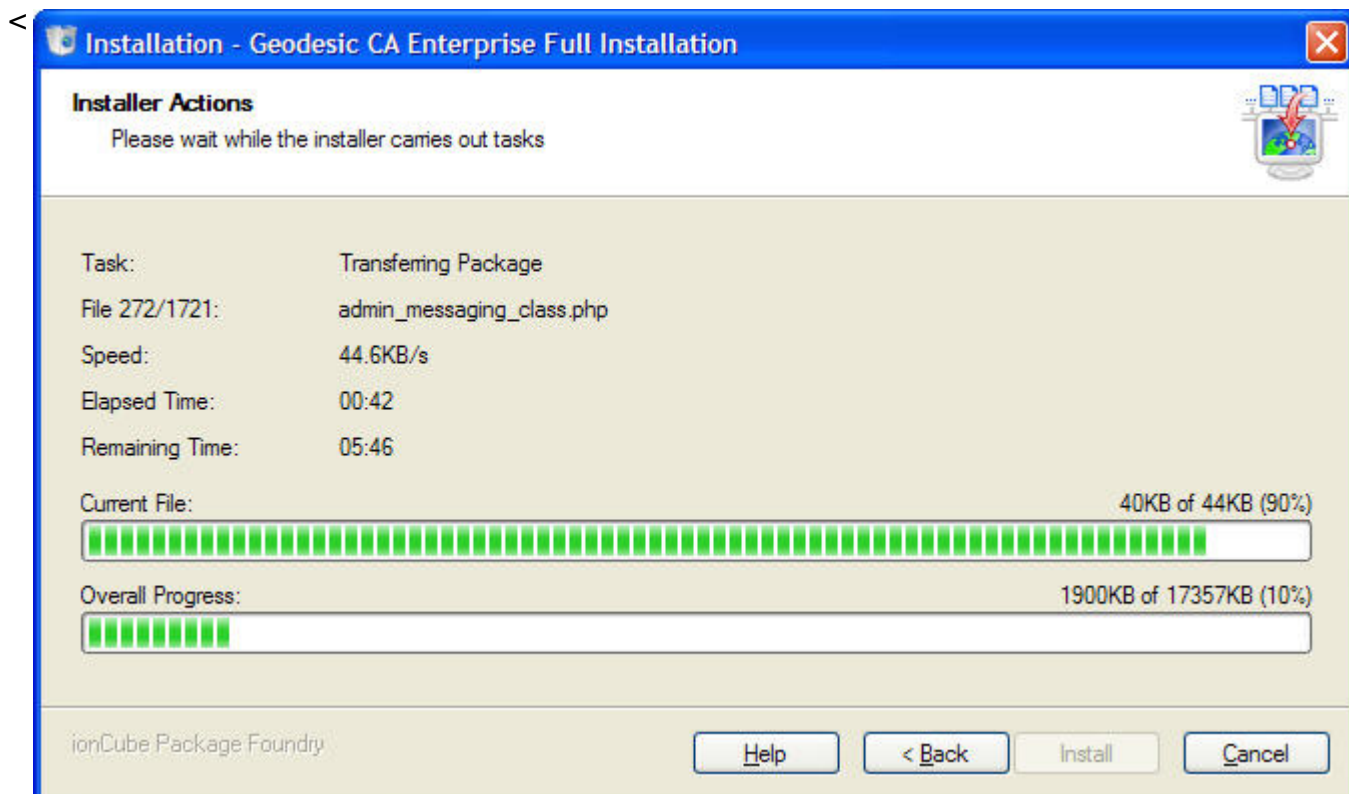 <
Installation - Geodesic CA Enterprise Full Installation
Installer Actions
Please wait while the installer carries out tasks
Task: Transferring Package
File 272/1721: admin_messaging_class.php
Speed: 44.6KB/s
Elapsed Time: 00:42
Remaining Time: 05:46
Current File: 40KB of 44KB (90%)
Overall Progress: 1900KB of 17357KB (10%)
ionCube Package Foundry Help < Back Install Cancel